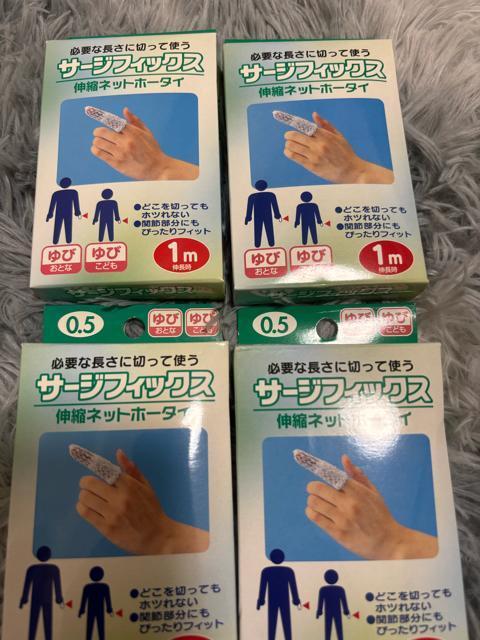 必要な長さに切って使う
サージフィックス
伸縮ネットホータイ
●どこを切っても
ホツれない
●関節部分にも
ぴったりフィット
ゆび
おとな
ゆび
こども
1m
伸長時
必要な長さに切って使う
サージフィックス
伸縮ネットホータイ
●どこを切っても
ホツれない
●関節部分にも
ぴったりフィット
ゆび
おとな
ゆび
こども
1m
伸長時
0.5
ゆび
おとな
ゆび
こども
必要な長さに切って使う
サージフィックス
伸縮ネットホータイ
●どこを切っても
ホツれない
●関節部分にも
ぴったりフィット
0.5
ゆび
おとな
ゆび
こども
必要な長さに切って使う
サージフィックス
伸縮ネットホータイ
●どこを切っても
ホツれない
●関節部分にも
ぴったりフィット